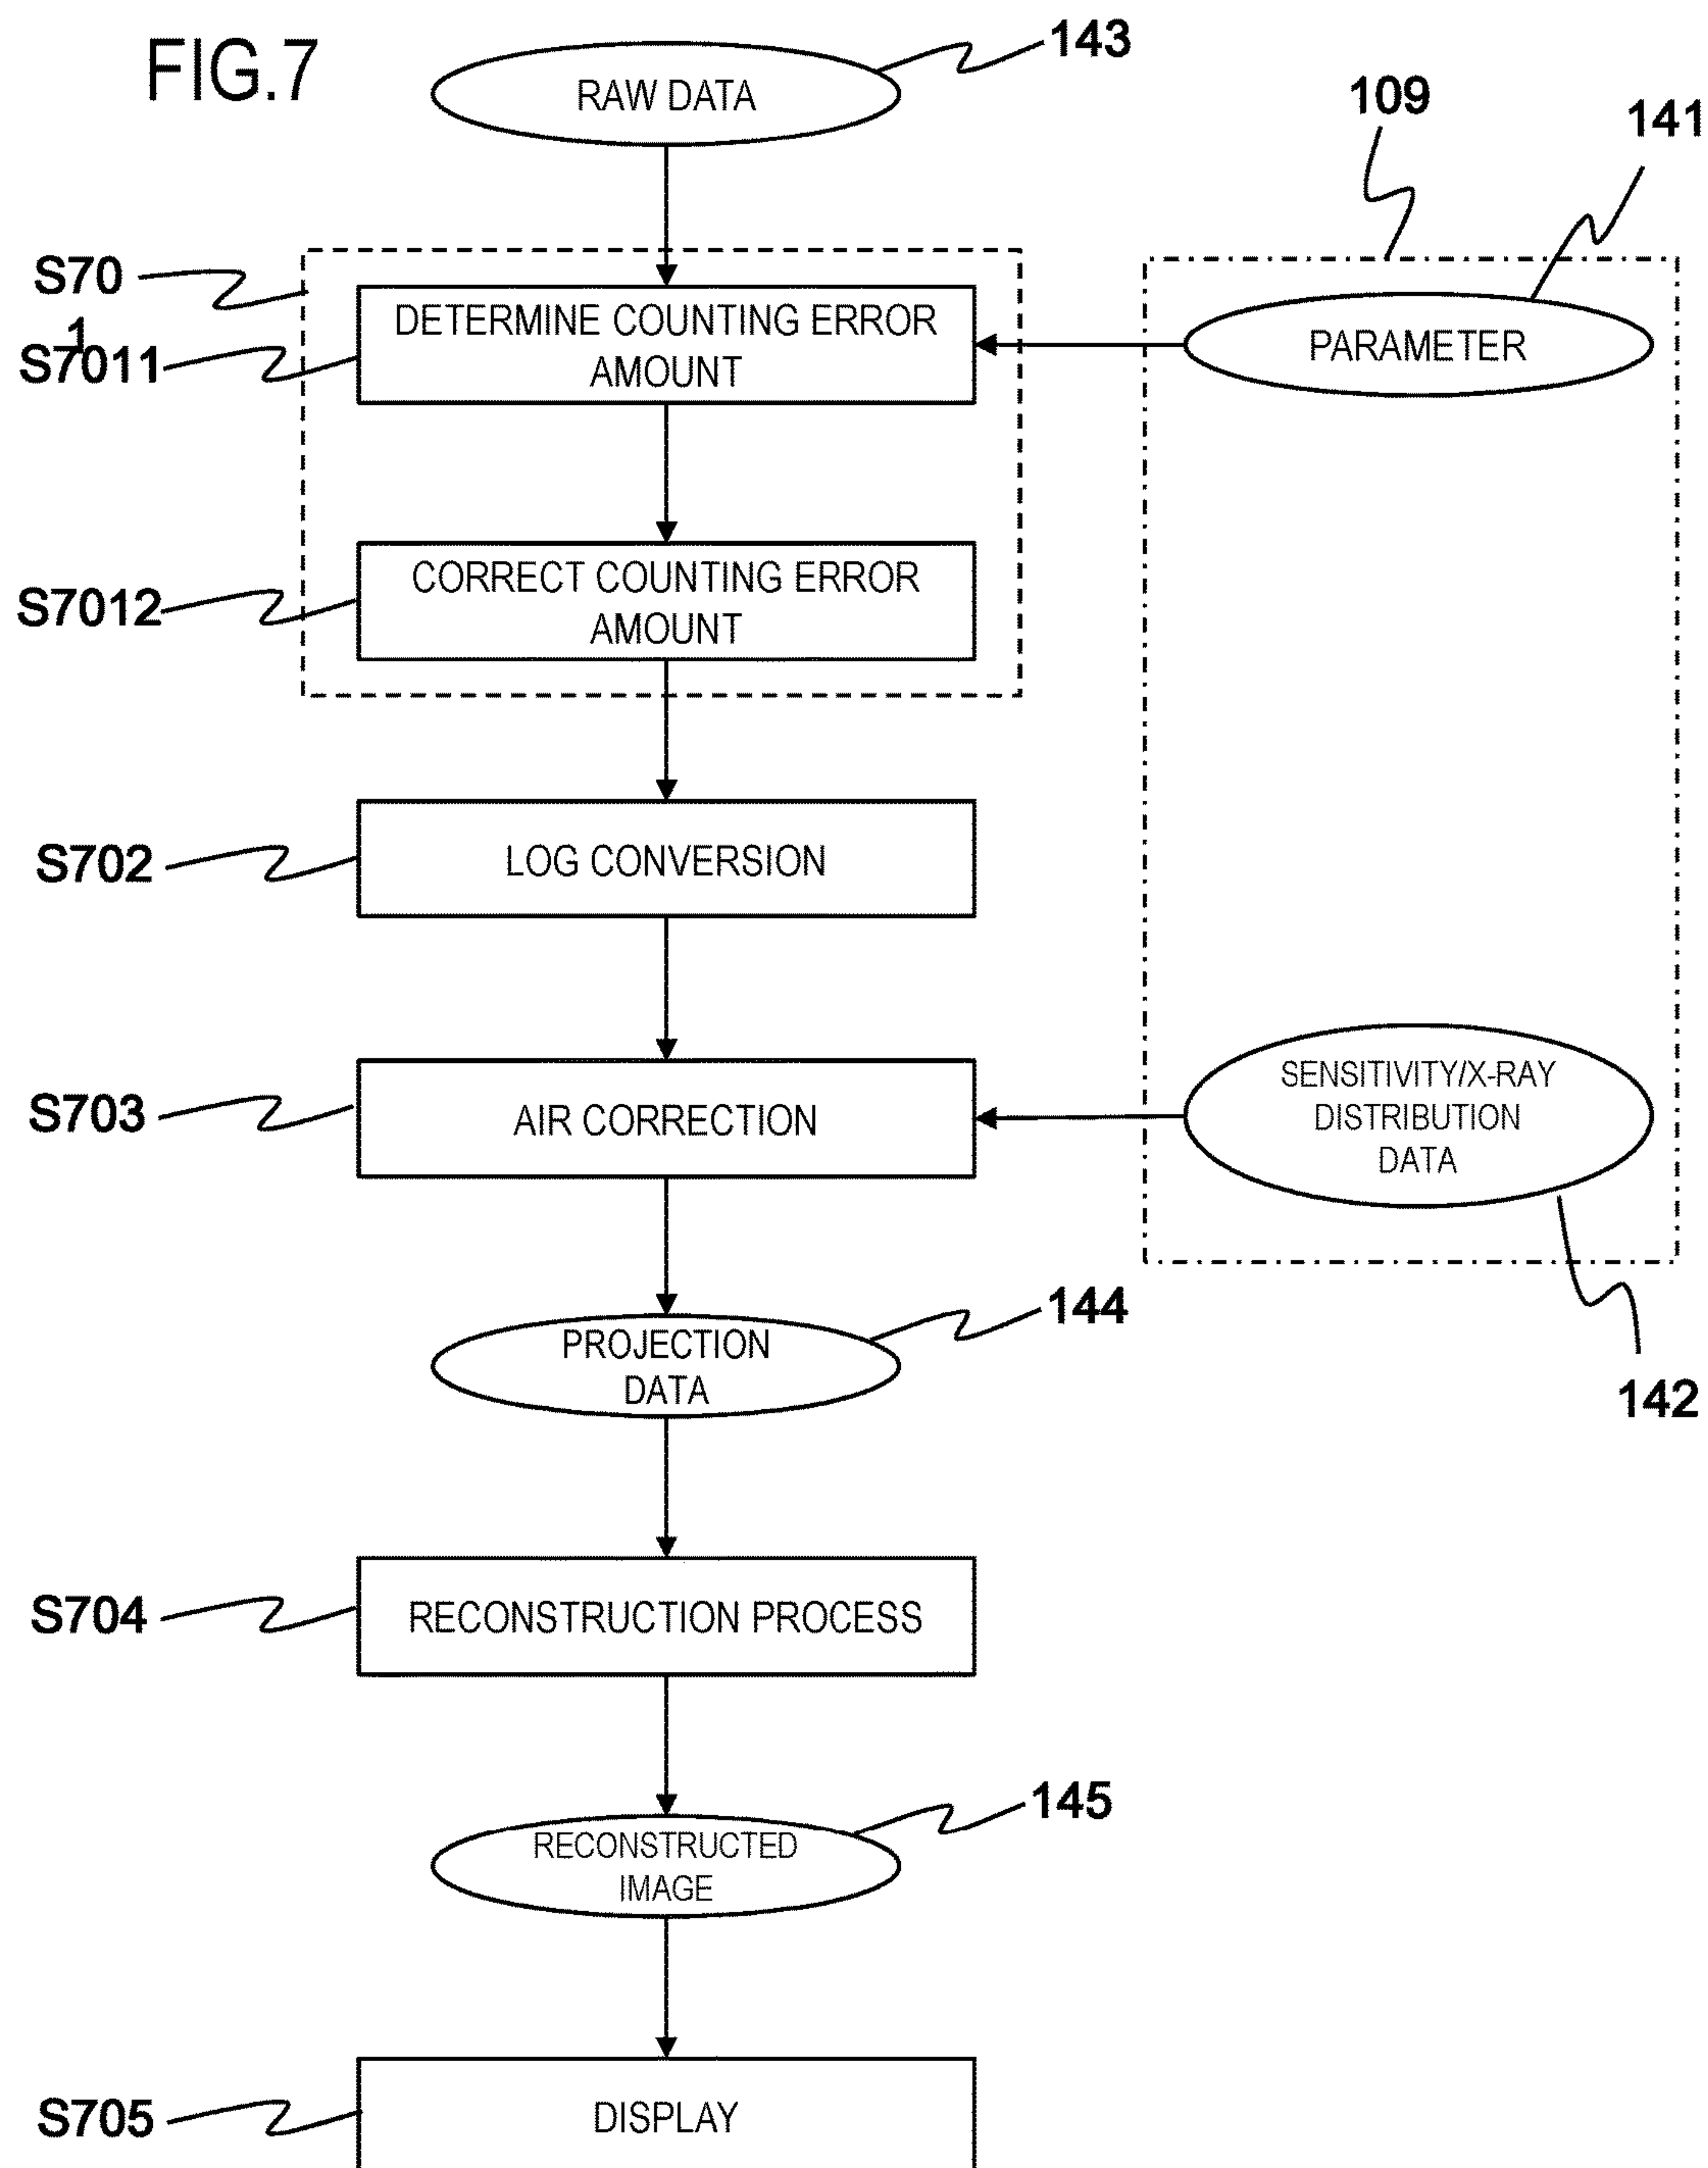 FIG.7
143
RAW DATA
109
141
S70
1
DETERMINE COUNTING ERROR
AMOUNT
S7011
PARAMETER
CORRECT COUNTING ERROR
AMOUNT
S7012
S702
LOG CONVERSION
S703
AIR CORRECTION
SENSITIVITY/X-RAY
DISTRIBUTION
DATA
144
PROJECTION
DATA
142
S704
RECONSTRUCTION PROCESS
145
RECONSTRUCTED
IMAGE
S705
DISPLAY